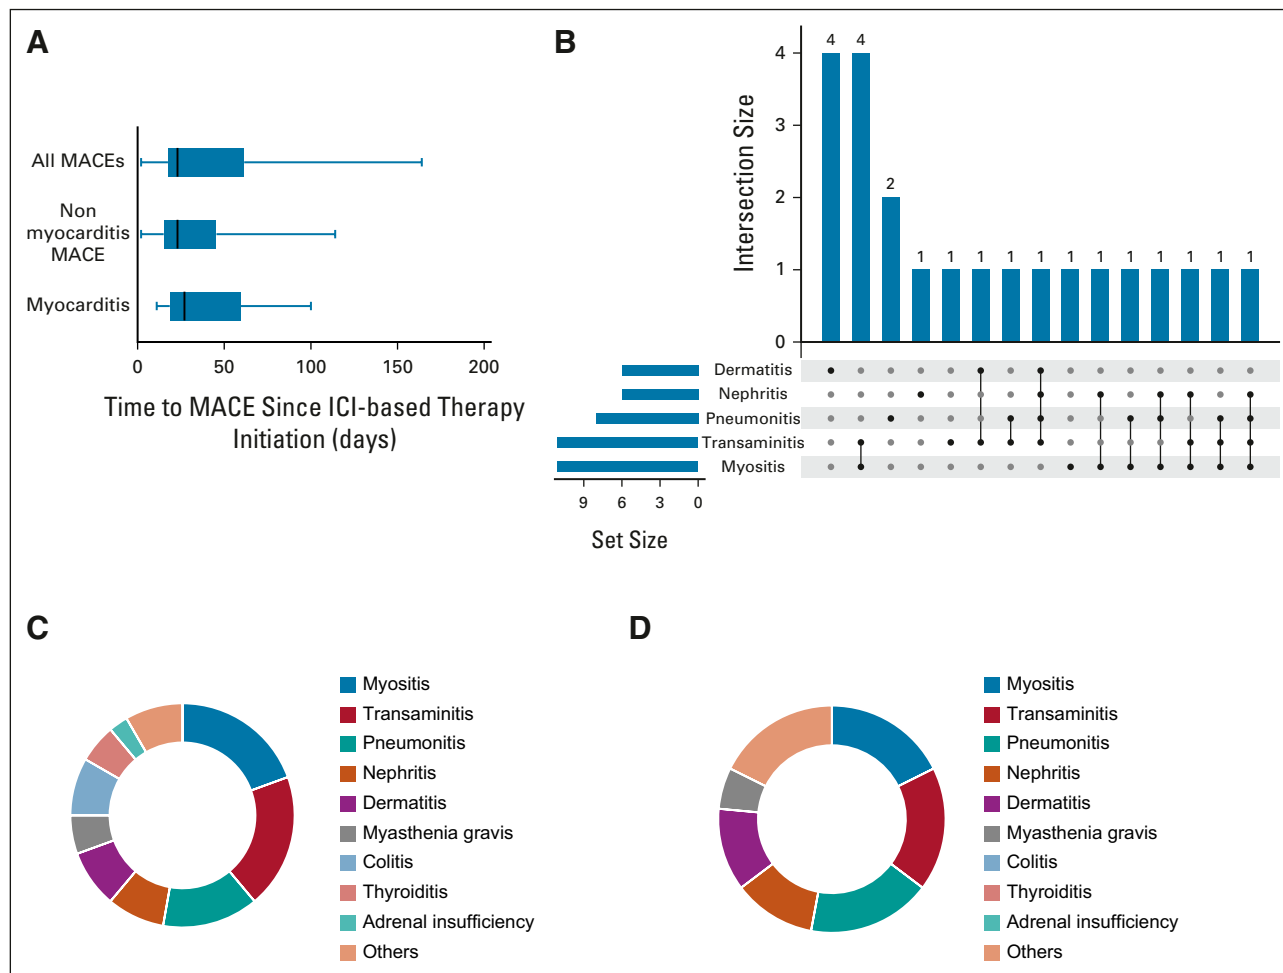 A
All MACEs
Non
myocarditis
MACE
Myocarditis
0
50
100
150
200
Time to MACE Since ICI-based Therapy
Initiation (days)
B
Intersection Size
4
3
2
1
0
4 4 2 1 1 1 1 1 1 1 1 1 1 1 1
Dermatitis
Nephritis
Pneumonitis
Transaminitis
Myositis
9 6 3 0
Set Size
C
Myositis
Transaminitis
Pneumonitis
Nephritis
Dermatitis
Myasthenia gravis
Colitis
Thyroiditis
Adrenal insufficiency
Others
D
Myositis
Transaminitis
Pneumonitis
Nephritis
Dermatitis
Myasthenia gravis
Colitis
Thyroiditis
Adrenal insufficiency
Others